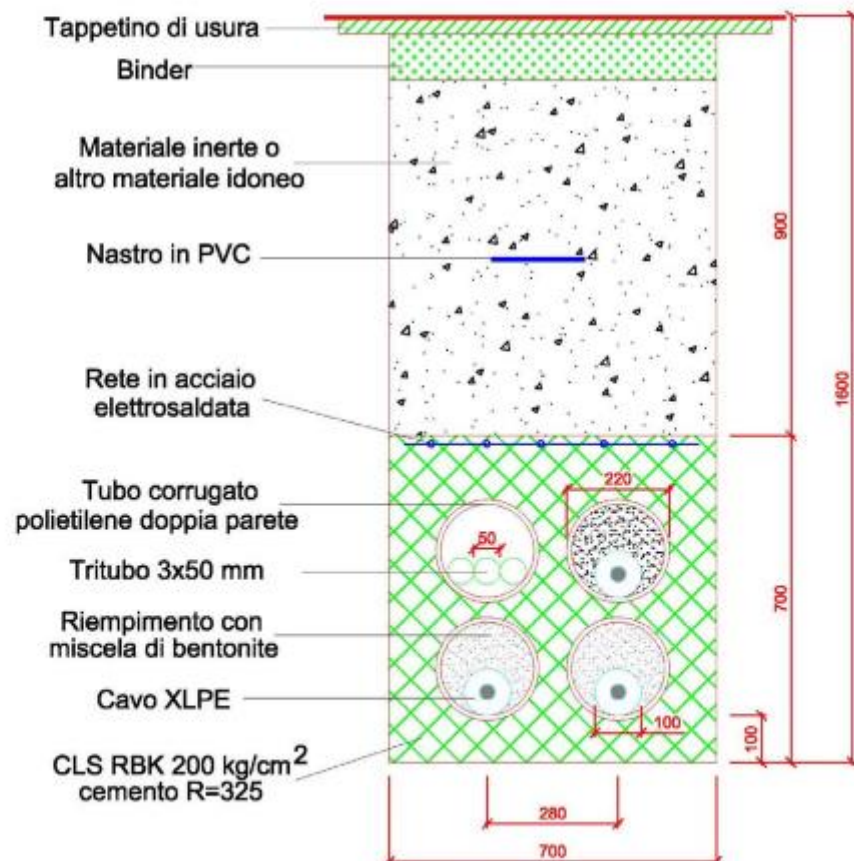 Tappetino di usura
Binder
Materiale inerte o
altro materiale idoneo
Nastro in PVC
Rete in acciaio
elettrosaldata
Tubo corrugato
polietilene doppia parete
Tritubo 3x50 mm
Riempimento con
miscela di bentonite
Cavo XLPE
CLS RBK 200 kg/cm²
cemento R=325
900
1600
220
50
700
100
100
280
700